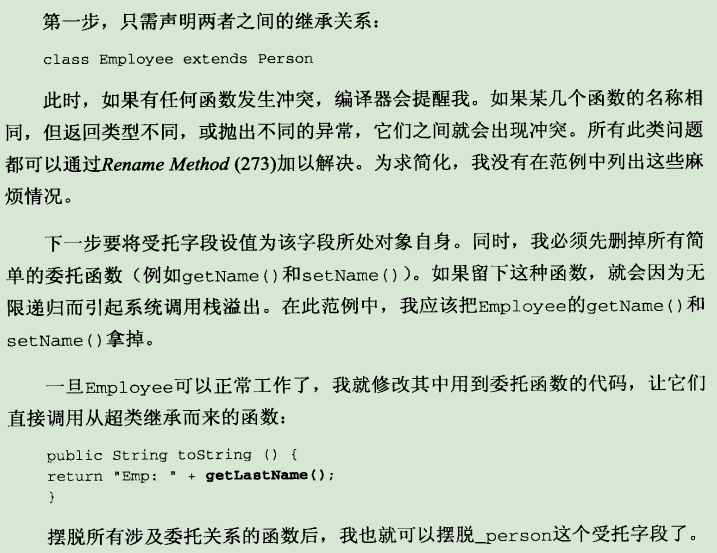 第一步，只需声明两者之间的继承关系：
class Employee extends Person
此时，如果有任何函数发生冲突，编译器会提醒我。如果某几个函数的名称相
同，但返回类型不同，或抛出不同的异常，它们之间就会出现冲突。所有此类问题
都可以通过Rename Method (273)加以解决。为求简化，我没有在范例中列出这些麻
烦情况。
下一步要将受托字段设值为该字段所处对象自身。同时，我必须先删掉所有简
单的委托函数（例如getName()和setName()）。如果留下这种函数，就会因为无
限递归而引起系统调用栈溢出。在此范例中，我应该把Employee的getName()和
setName()拿掉。
一旦Employee可以正常工作了，我就修改其中用到委托函数的代码，让它们
直接调用从超类继承而来的函数：
public String toString () {
return "Emp: " + getLastName();
}
摆脱所有涉及委托关系的函数后，我也就可以摆脱_person这个受托字段了。